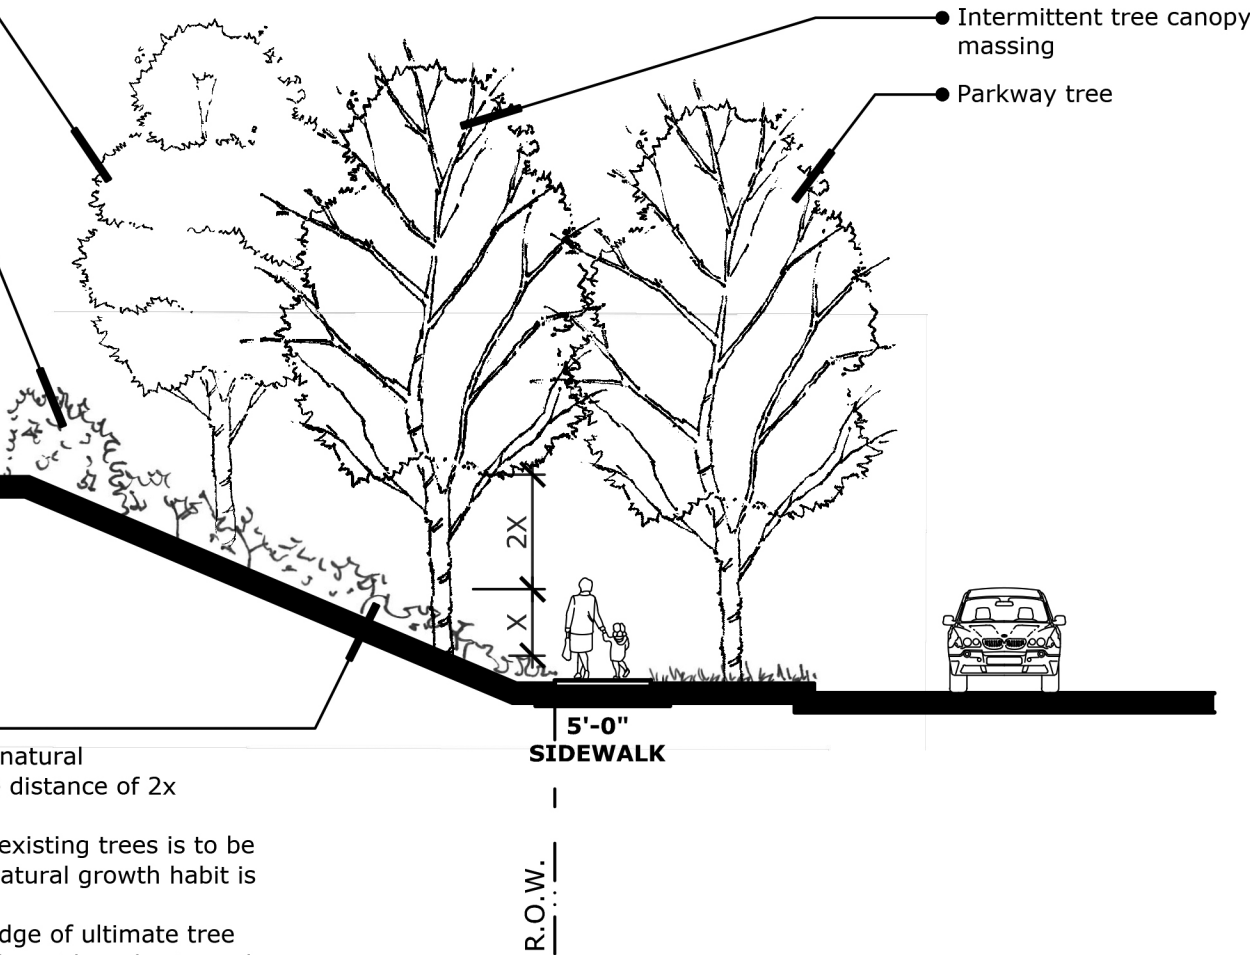 Intermittent tree canopy
massing
Parkway tree
2X
X
5'-0"
SIDEWALK
natural
distance of 2x
existing trees is to be
natural growth habit is
edge of ultimate tree
R.O.W.